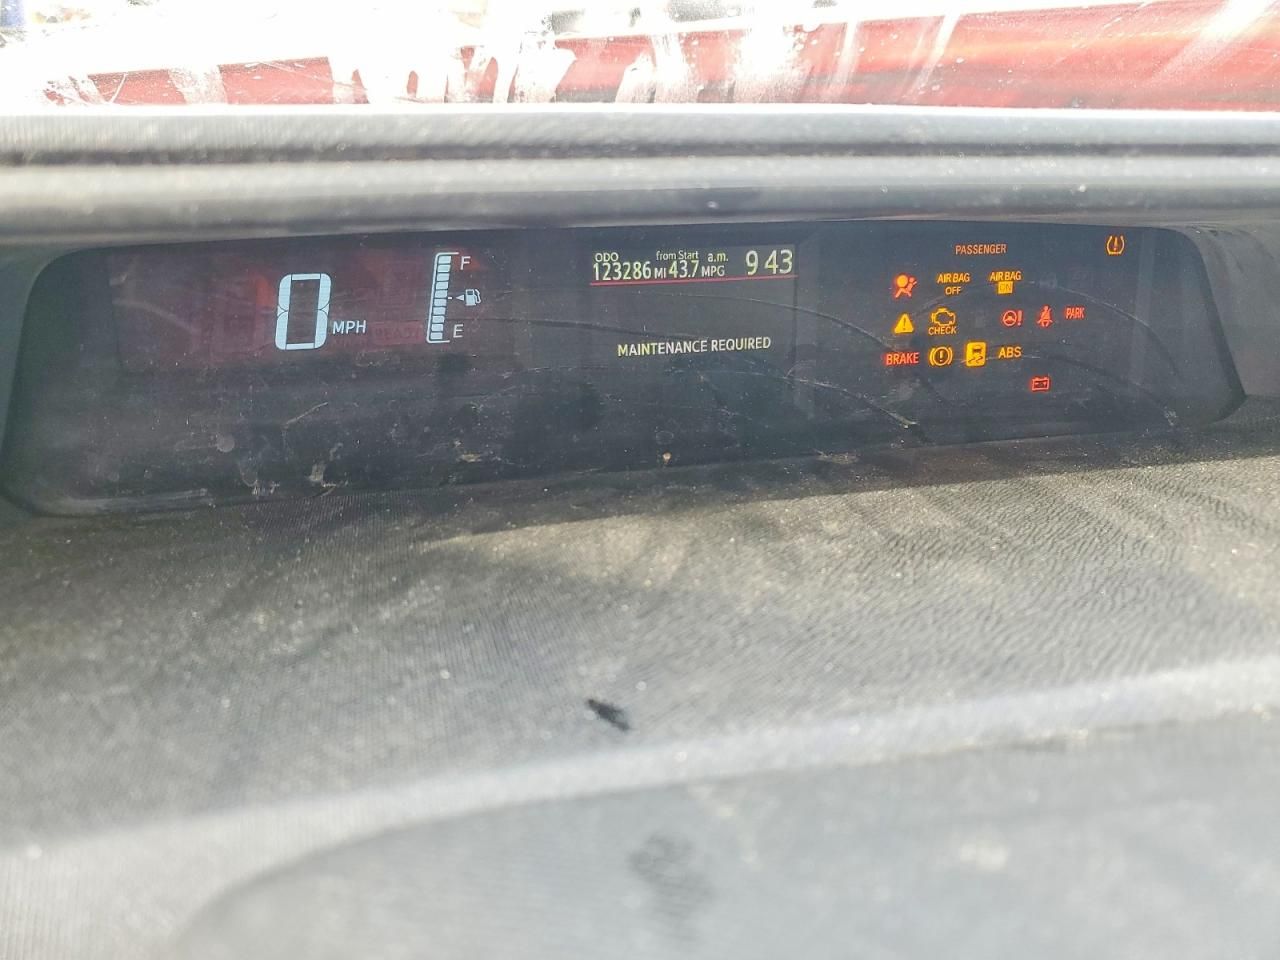 0 MPH
F
E
ODO from Start a.m.
123286 MI 43.7 MPG 9 43
MAINTENANCE REQUIRED
PASSENGER
AIR BAG OFF
AIR BAG ON
CHECK
PARK
BRAKE
ABS